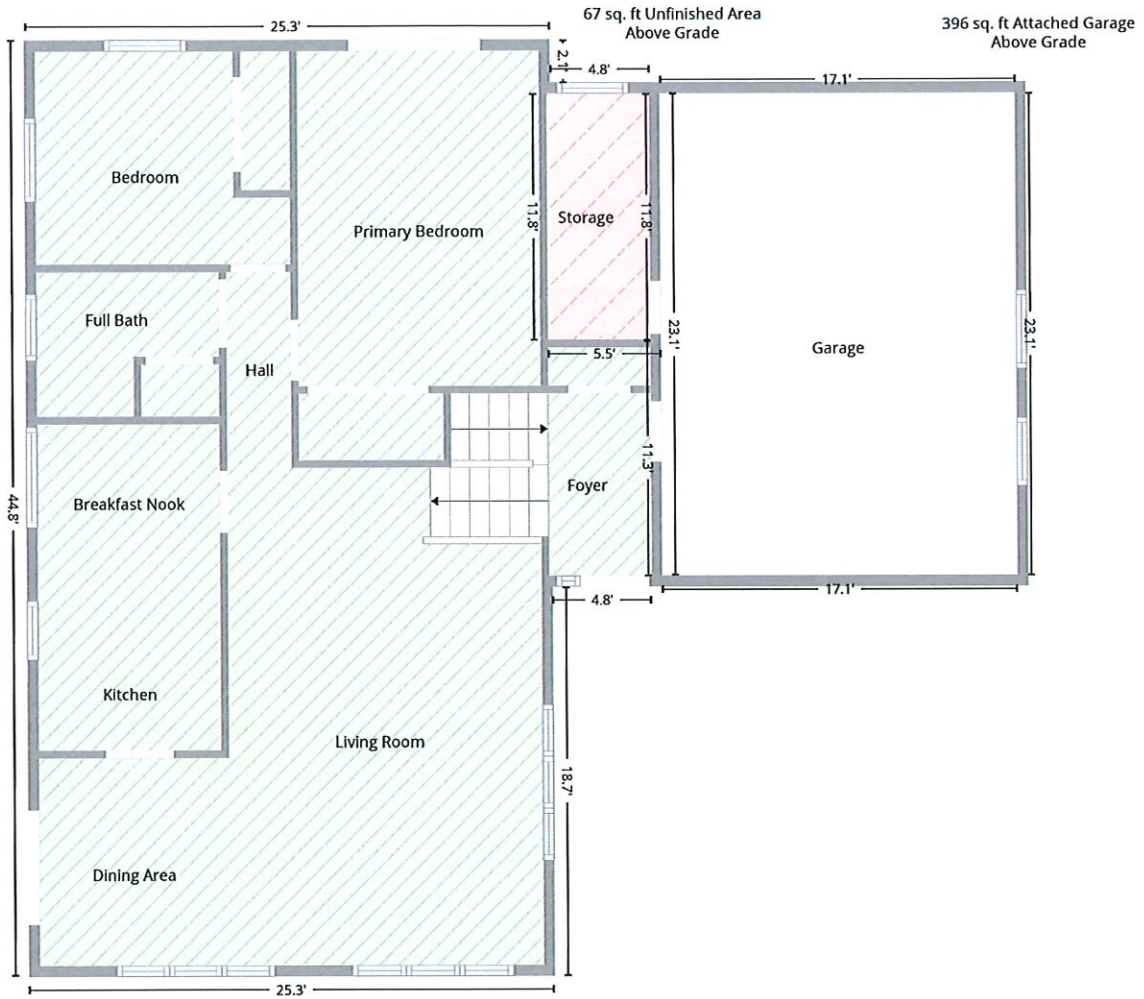 67 sq. ft Unfinished Area
Above Grade
396 sq. ft Attached Garage
Above Grade
25.3'
2.1'
4.8'
17.1'
Bedroom
Primary Bedroom
11.8'
Storage
11.8'
Full Bath
Hall
5.5'
23.1'
Garage
23.1'
44.8'
Breakfast Nook
11.3'
Foyer
4.8'
17.1'
Kitchen
Living Room
18.7'
Dining Area
25.3'